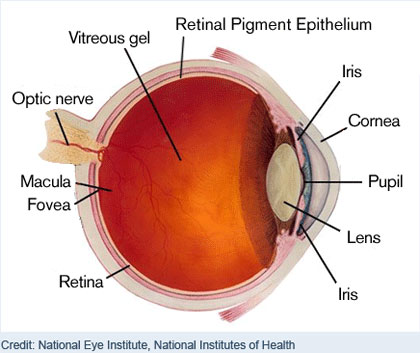 Retinal Pigment Epithelium
Vitreous gel
Iris
Optic nerve
Cornea
Macula
Fovea
Pupil
Lens
Retina
Iris
Credit: National Eye Institute, National Institutes of Health